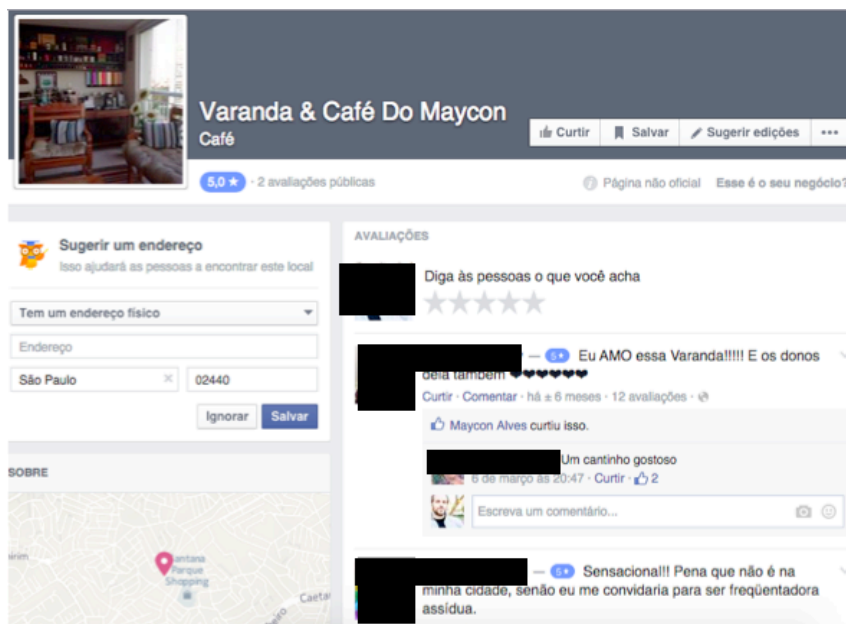 Varanda & Café Do Maycon
Café
Curtir
Salvar
Sugerir edições
5,0 ★ · 2 avaliações públicas
Página não oficial
Esse é o seu negócio?
Sugerir um endereço
Isso ajudará as pessoas a encontrar este local
Tem um endereço físico
Endereço
São Paulo
02440
Ignorar
Salvar
SOBRE
Santana
Parque
Shopping
AVALIAÇÕES
Diga às pessoas o que você acha
— 5★ Eu AMO essa Varanda!!!!! E os donos
dela também ❤❤❤❤❤❤
Curtir · Comentar · há ± 6 meses · 12 avaliações ·
Maycon Alves curtiu isso.
Um cantinho gostoso
6 de março às 20:47 · Curtir · 2
Escreva um comentário...
— 5★ Sensacional!! Pena que não é na
minha cidade, senão eu me convidaria para ser freqüentadora
assídua.